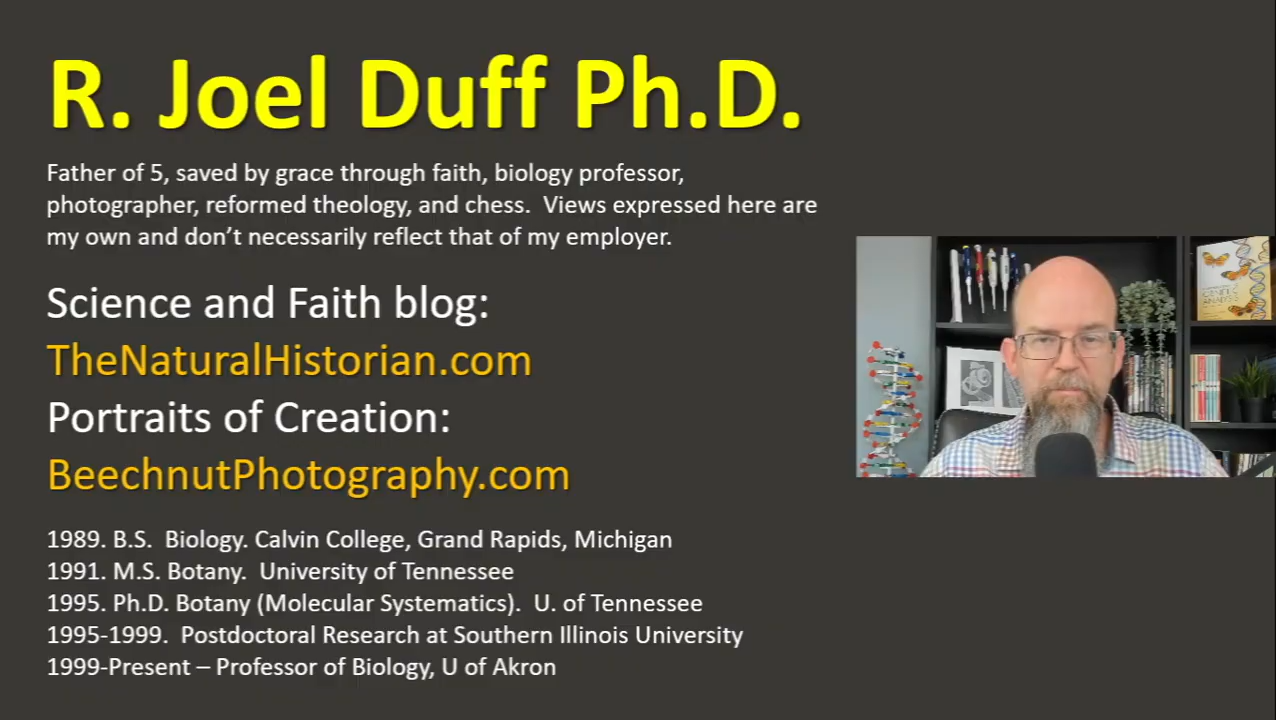 R. Joel Duff Ph.D.
Father of 5, saved by grace through faith, biology professor,
photographer, reformed theology, and chess.  Views expressed here are
my own and don’t necessarily reflect that of my employer.
Science and Faith blog:
TheNaturalHistorian.com
Portraits of Creation:
BeechnutPhotography.com
1989. B.S.  Biology. Calvin College, Grand Rapids, Michigan
1991. M.S. Botany.  University of Tennessee
1995. Ph.D. Botany (Molecular Systematics).  U. of Tennessee
1995-1999.  Postdoctoral Research at Southern Illinois University
1999-Present – Professor of Biology, U of Akron